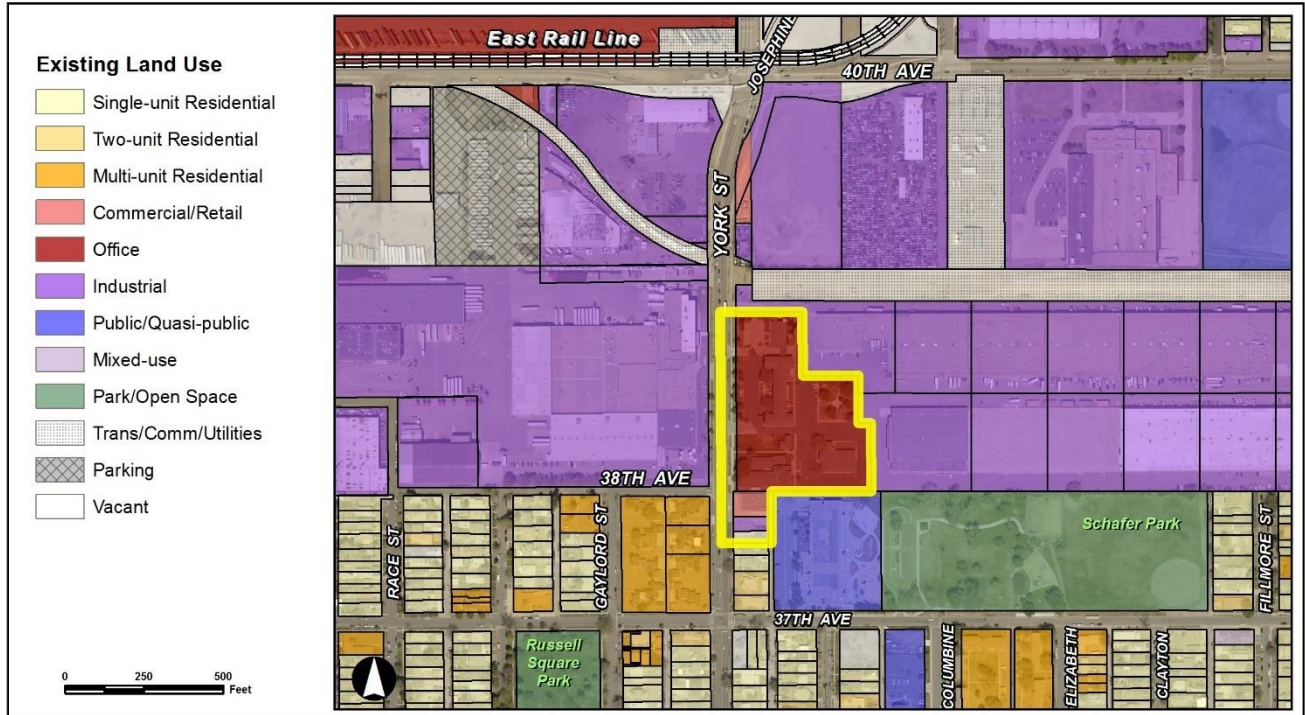 Existing Land Use
Single-unit Residential
Two-unit Residential
Multi-unit Residential
Commercial/Retail
Office
Industrial
Public/Quasi-public
Mixed-use
Park/Open Space
Trans/Comm/Utilities
Parking
Vacant
0 250 500
Feet
East Rail Line
JOSEPHINE
40TH AVE
YORK ST
38TH AVE
RACE ST
GAYLORD ST
Schafer Park
FILLMORE ST
37TH AVE
Russell
Square
Park
COLUMBINE
ELIZABETH
CLAYTON